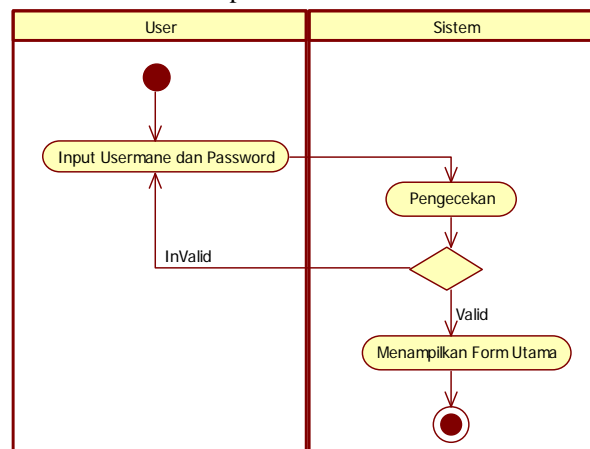 User
Sistem
Input Usermane dan Password
Pengecekan
InValid
Valid
Menampilkan Form Utama